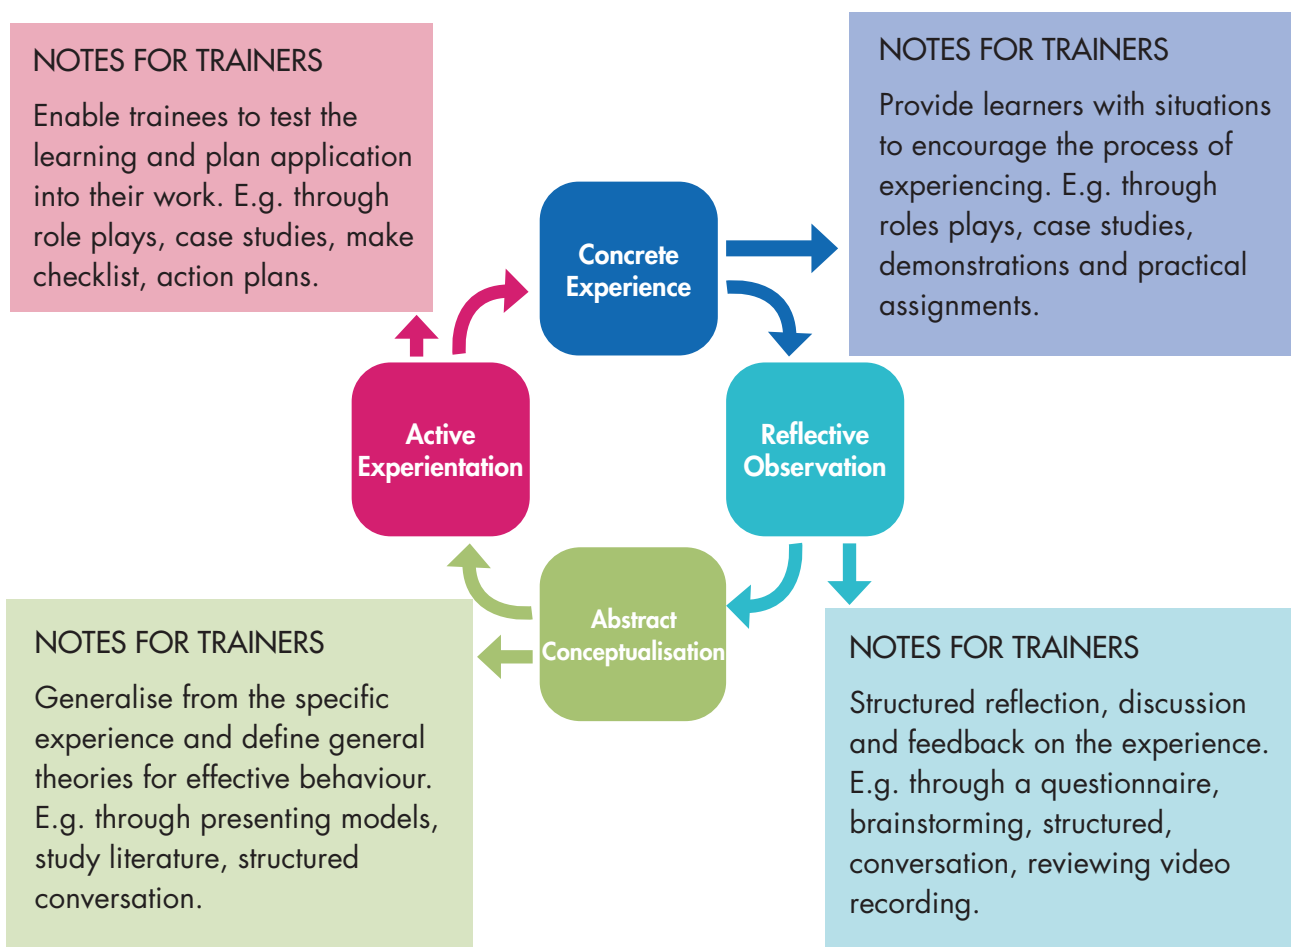 NOTES FOR TRAINERS
Enable trainees to test the
learning and plan application
into their work. E.g. through
role plays, case studies, make
checklist, action plans.
NOTES FOR TRAINERS
Provide learners with situations
to encourage the process of
experiencing. E.g. through
roles plays, case studies,
demonstrations and practical
assignments.
Concrete
Experience
Active
Experientation
Reflective
Observation
Abstract
Conceptualisation
NOTES FOR TRAINERS
Generalise from the specific
experience and define general
theories for effective behaviour.
E.g. through presenting models,
study literature, structured
conversation.
NOTES FOR TRAINERS
Structured reflection, discussion
and feedback on the experience.
E.g. through a questionnaire,
brainstorming, structured,
conversation, reviewing video
recording.